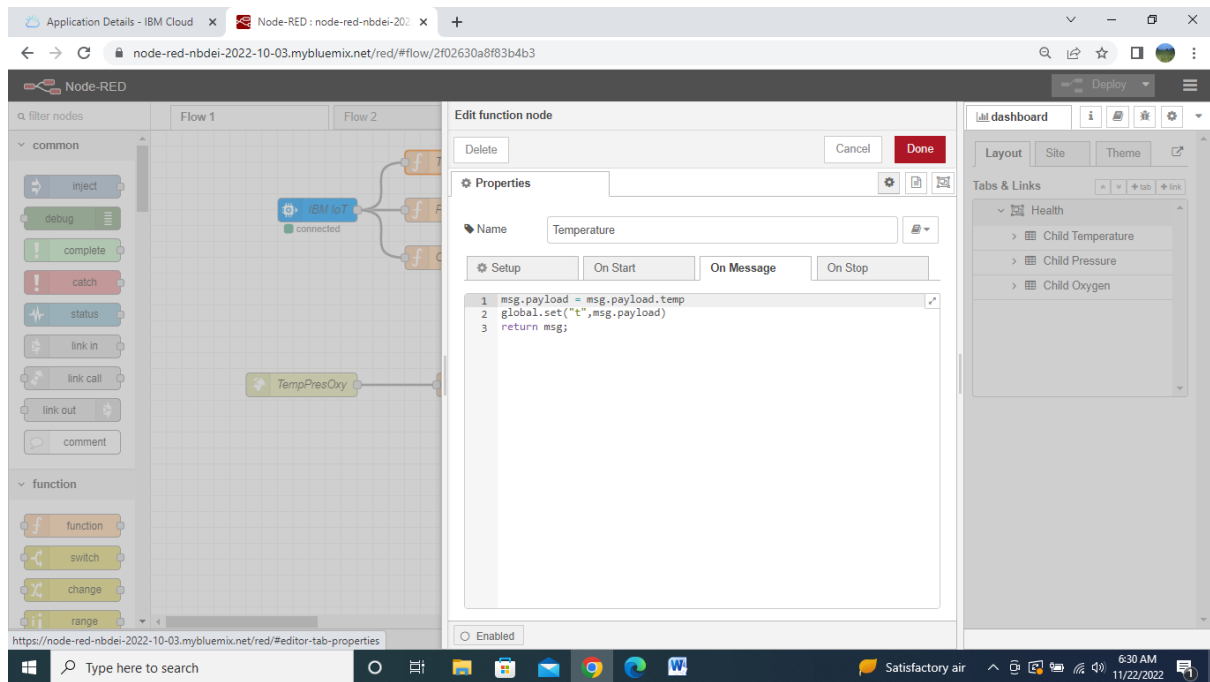 Application Details - IBM Cloud
Node-RED : node-red-nbdei-202
node-red-nbdei-2022-10-03.mybluemix.net/red/#flow/2f02630a8f83b4b3
Node-RED
Deploy
filter nodes
Flow 1
Flow 2
Edit function node
dashboard
i
common
Delete
Cancel
Done
Layout
Site
Theme
inject
Properties
Tabs & Links
tab
link
debug
IBM IoT
connected
Health
Name
Temperature
Child Temperature
complete
Child Pressure
catch
Setup
On Start
On Message
On Stop
Child Oxygen
status
1 msg.payload = msg.payload.temp
2 global.set("t",msg.payload)
3 return msg;
link in
link call
TempPresOxy
link out
comment
function
function
switch
change
range
https://node-red-nbdei-2022-10-03.mybluemix.net/red/#editor-tab-properties
Enabled
Type here to search
Satisfactory air
6:30 AM
11/22/2022
1